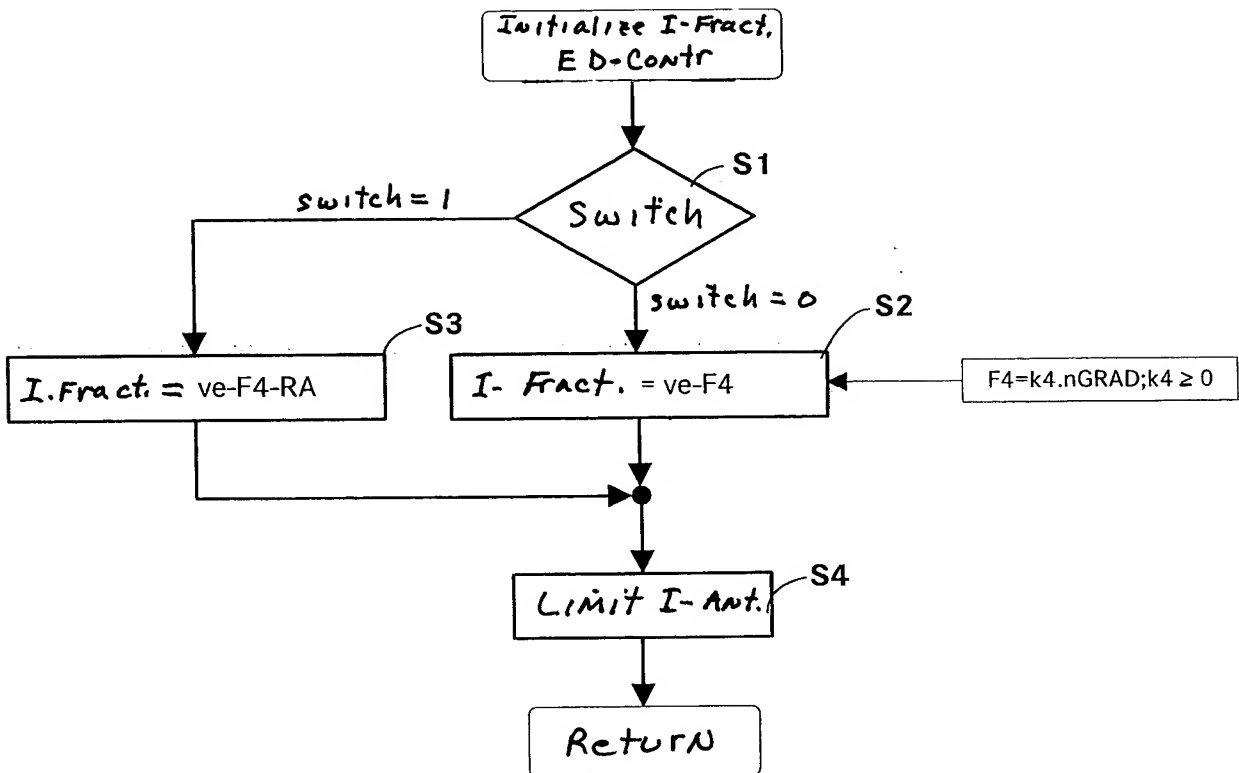 Initialize I-Fract.
ED-Contr
S1
switch = 1
Switch
switch = 0
S2
S3
I.Fract. = ve-F4-RA
I- Fract. = ve-F4
F4=k4.nGRAD;k4 ≥ 0
S4
Limit I-Ant.
Return